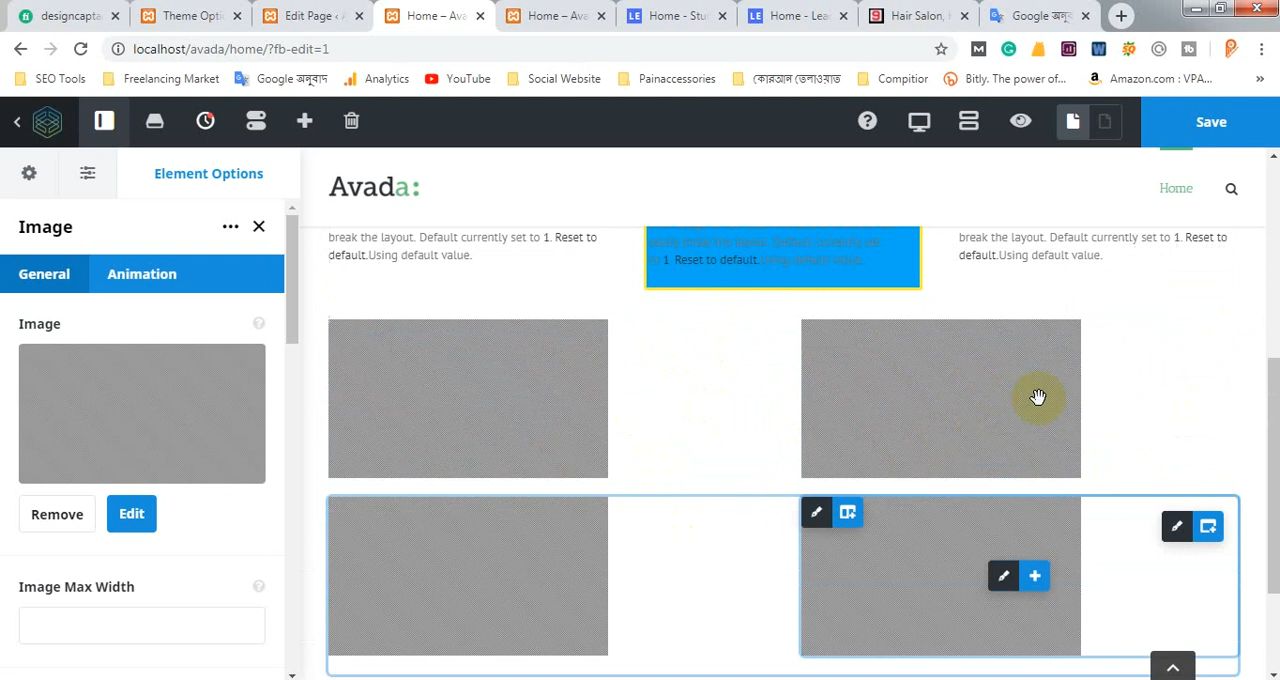 designcapta
Theme Opti
Edit Page ‹ A
Home – Ava
Home – Ava
Home - Stu
Home - Lea
Hair Salon,
Google অনুব
localhost/avada/home/?fb-edit=1
SEO Tools
Freelancing Market
Google অনুবাদ
Analytics
YouTube
Social Website
Painaccessories
কোরআন তেলাওয়াত
Compitior
Bitly. The power of...
Amazon.com : VPA...
Save
Element Options
Avada:
Home
Image
General
Animation
break the layout. Default currently set to 1. Reset to
default.Using default value.
1. Reset to default.Using default value.
break the layout. Default currently set to 1. Reset to
default.Using default value.
Image
Remove
Edit
Image Max Width